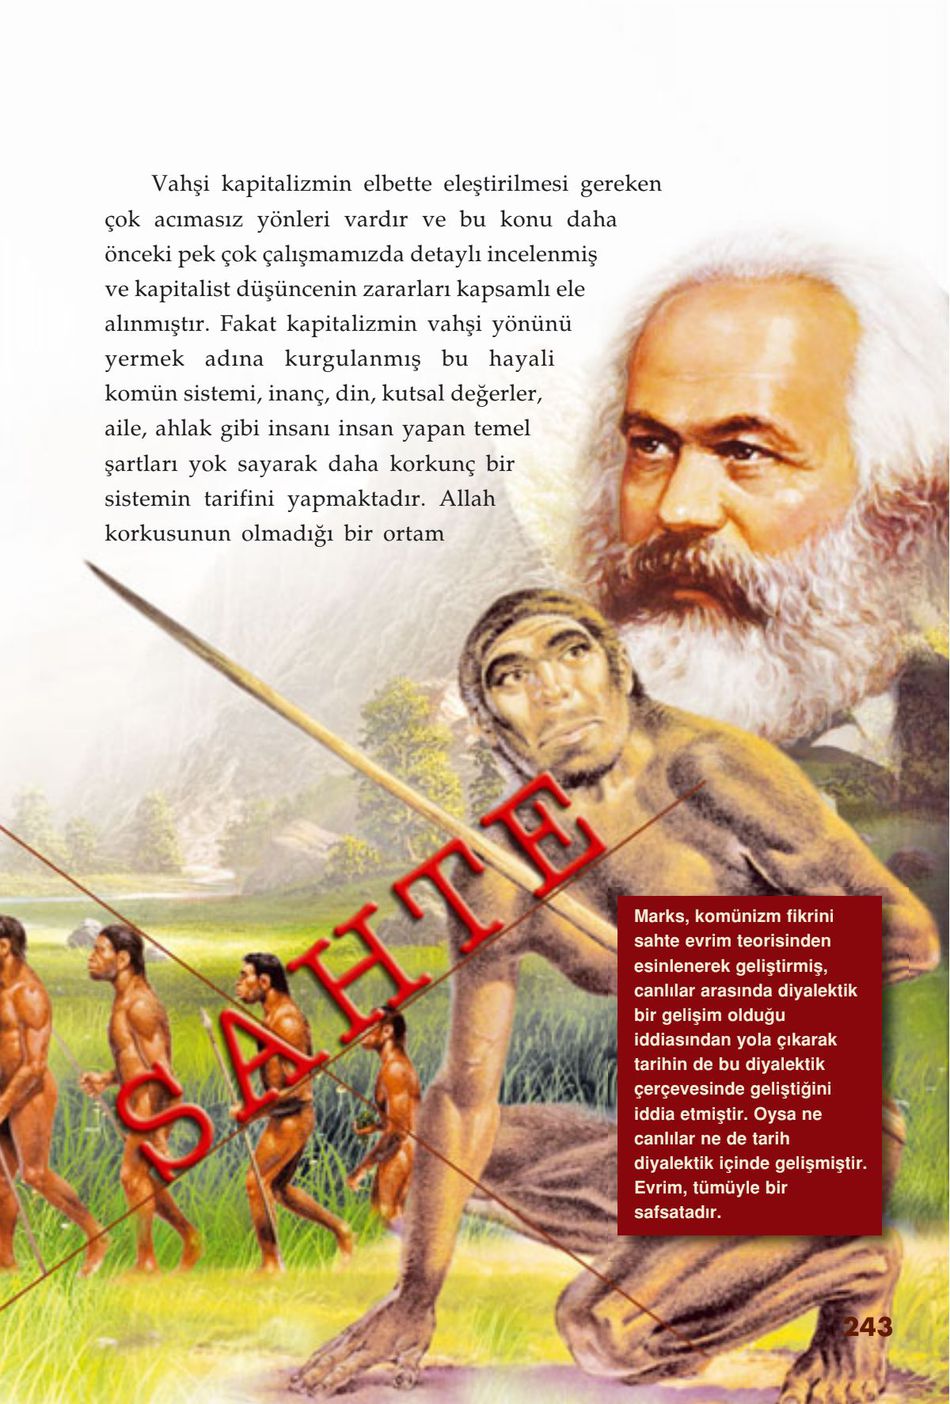 Vahşi kapitalizmin elbette eleştirilmesi gereken
çok acımasız yönleri vardır ve bu konu daha
önceki pek çok çalışmamızda detaylı incelenmiş
ve kapitalist düşüncenin zararları kapsamlı ele
alınmıştır. Fakat kapitalizmin vahşi yönünü
yermek adına kurgulanmış bu hayali
komün sistemi, inanç, din, kutsal değerler,
aile, ahlak gibi insanı insan yapan temel
şartları yok sayarak daha korkunç bir
sistemin tarifini yapmaktadır. Allah
korkusunun olmadığı bir ortam
SAHTE
Marks, komünizm fikrini
sahte evrim teorisinden
esinlenerek geliştirmiş,
canlılar arasında diyalektik
bir gelişim olduğu
iddiasından yola çıkarak
tarihin de bu diyalektik
çerçevesinde geliştiğini
iddia etmiştir. Oysa ne
canlılar ne de tarih
diyalektik içinde gelişmiştir.
Evrim, tümüyle bir
safsatadır.
243